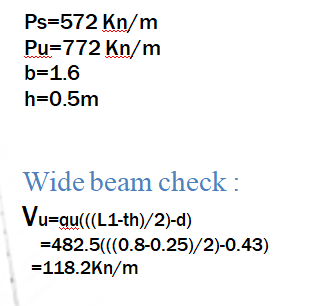 Ps=572 Kn/m
Pu=772 Kn/m
b=1.6
h=0.5m
Wide beam check :
Vu=qu(((L1-th)/2)-d)
=482.5(((0.8-0.25)/2)-0.43)
=118.2Kn/m